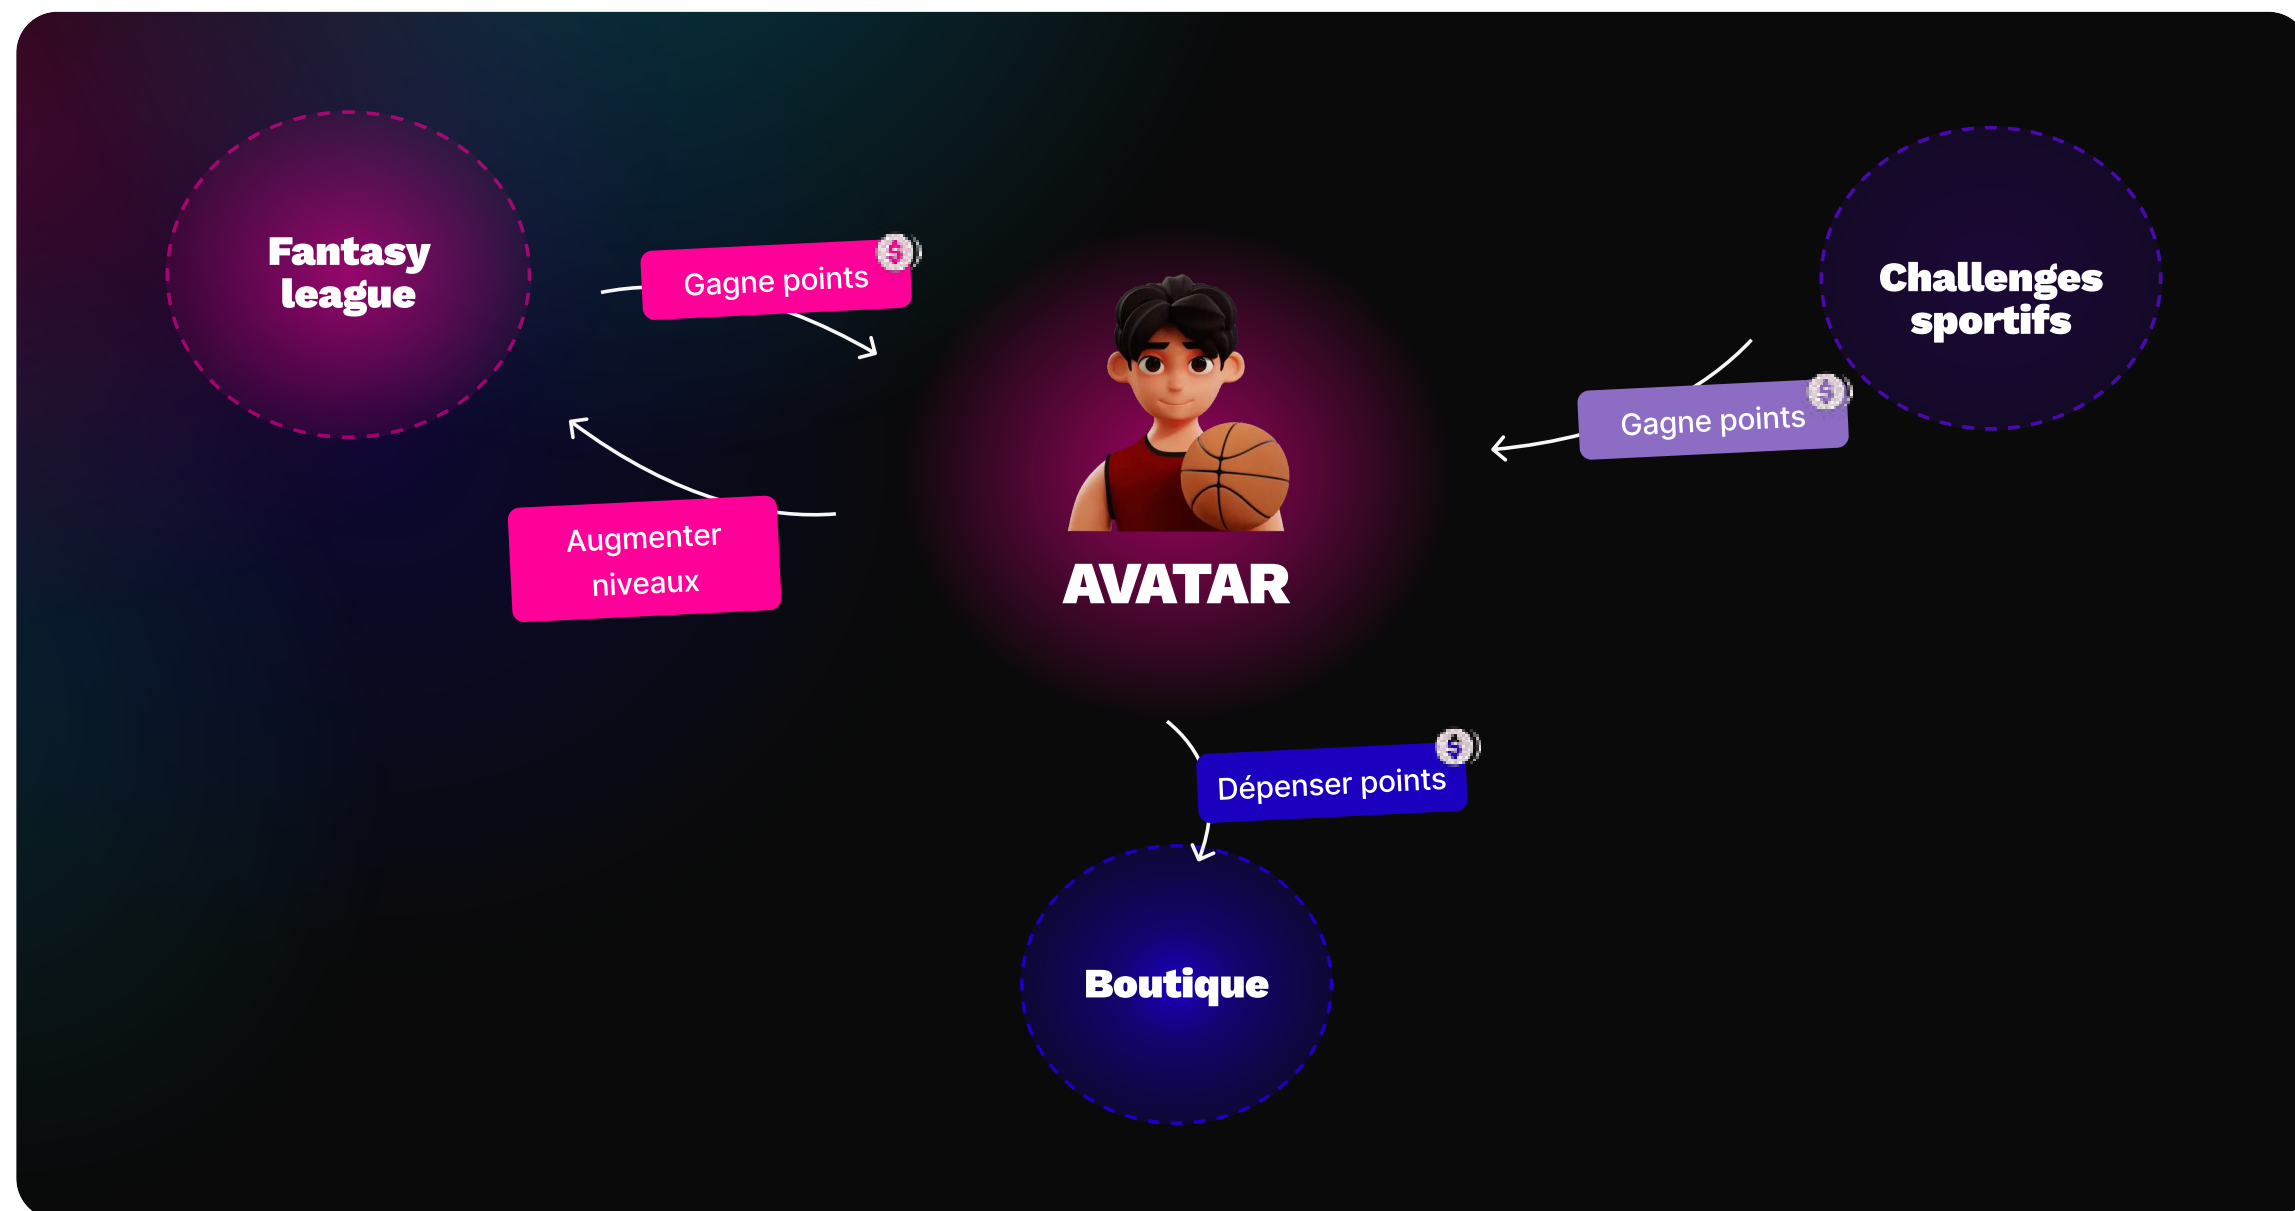 Fantasy
league
Gagne points
Challenges
sportifs
Gagne points
Augmenter
niveaux
AVATAR
Dépenser points
Boutique